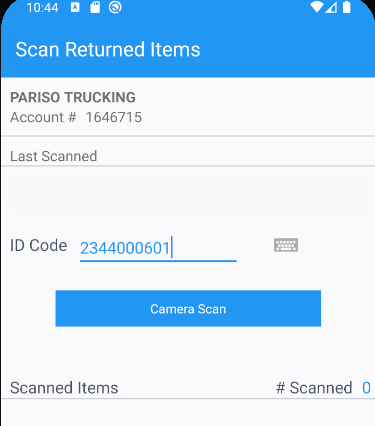 10:44
Scan Returned Items
PARISO TRUCKING
Account # 1646715
Last Scanned
ID Code 2344000601
Camera Scan
Scanned Items # Scanned 0